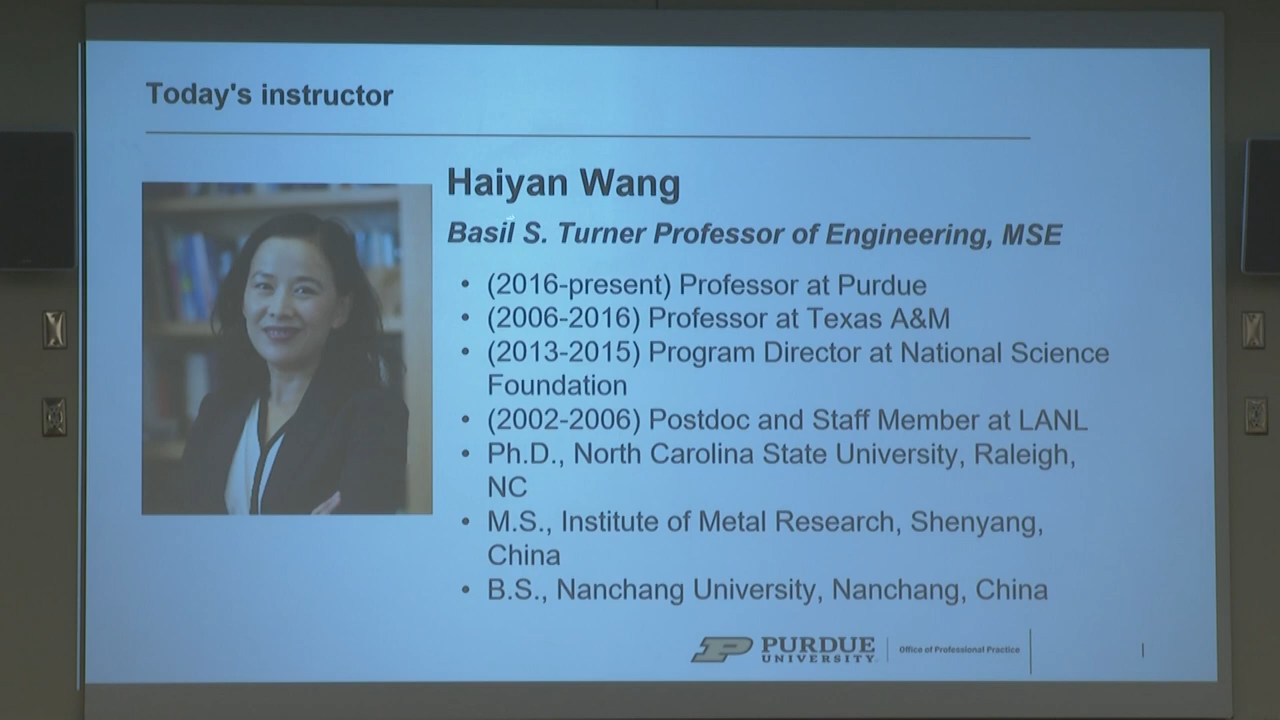 Today's instructor
Haiyan Wang
Basil S. Turner Professor of Engineering, MSE
• (2016-present) Professor at Purdue
• (2006-2016) Professor at Texas A&M
• (2013-2015) Program Director at National Science
Foundation
• (2002-2006) Postdoc and Staff Member at LANL
• Ph.D., North Carolina State University, Raleigh,
NC
• M.S., Institute of Metal Research, Shenyang,
China
• B.S., Nanchang University, Nanchang, China
P PURDUE UNIVERSITY Office of Professional Practice